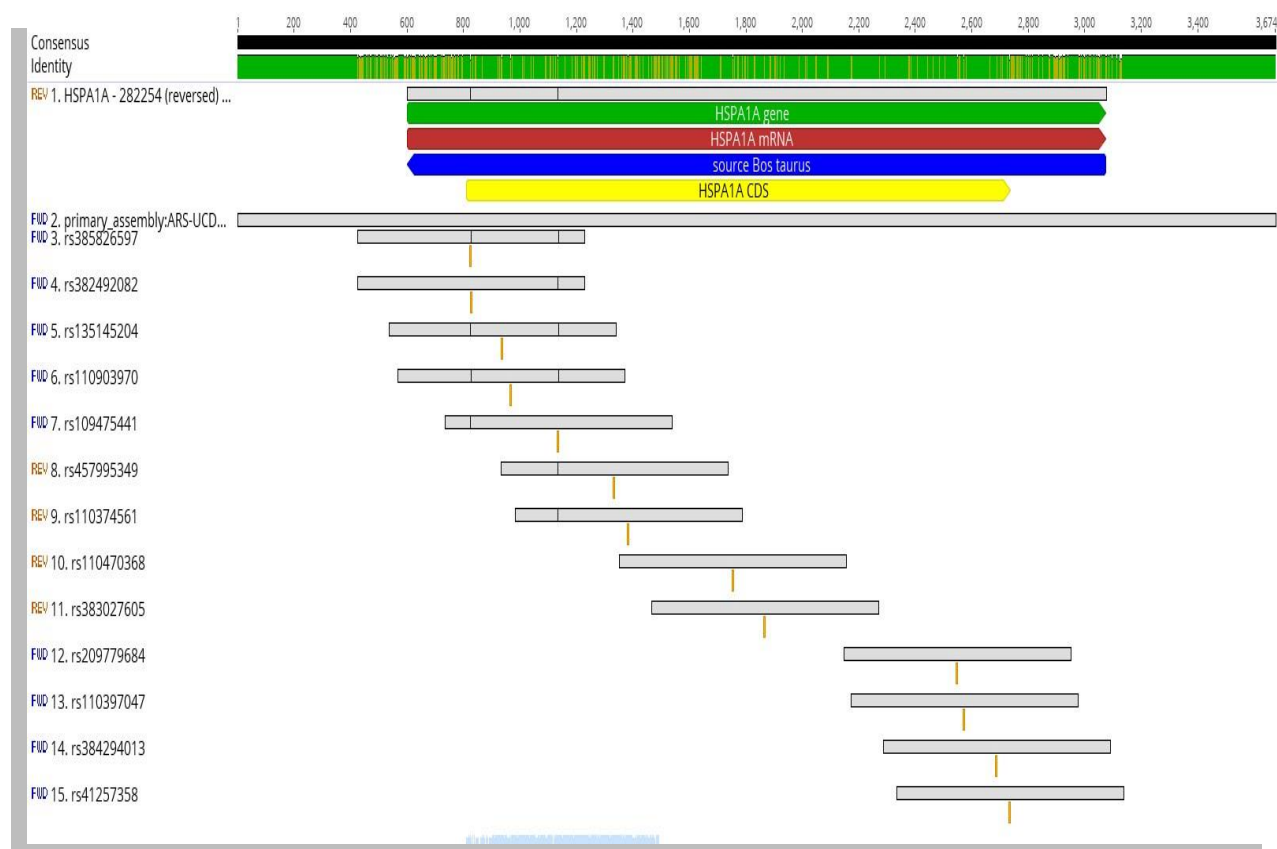 1 200 400 600 800 1,000 1,200 1,400 1,600 1,800 2,000 2,200 2,400 2,600 2,800 3,000 3,200 3,400 3,674
Consensus
Identity
REV 1. HSPA1A - 282254 (reversed) ...
HSPA1A gene
HSPA1A mRNA
source Bos taurus
HSPA1A CDS
FWD 2. primary_assembly:ARS-UCD...
FWD 3. rs385826597
FWD 4. rs382492082
FWD 5. rs135145204
FWD 6. rs110903970
FWD 7. rs109475441
REV 8. rs457995349
REV 9. rs110374561
REV 10. rs110470368
REV 11. rs383027605
FWD 12. rs209779684
FWD 13. rs110397047
FWD 14. rs384294013
FWD 15. rs41257358